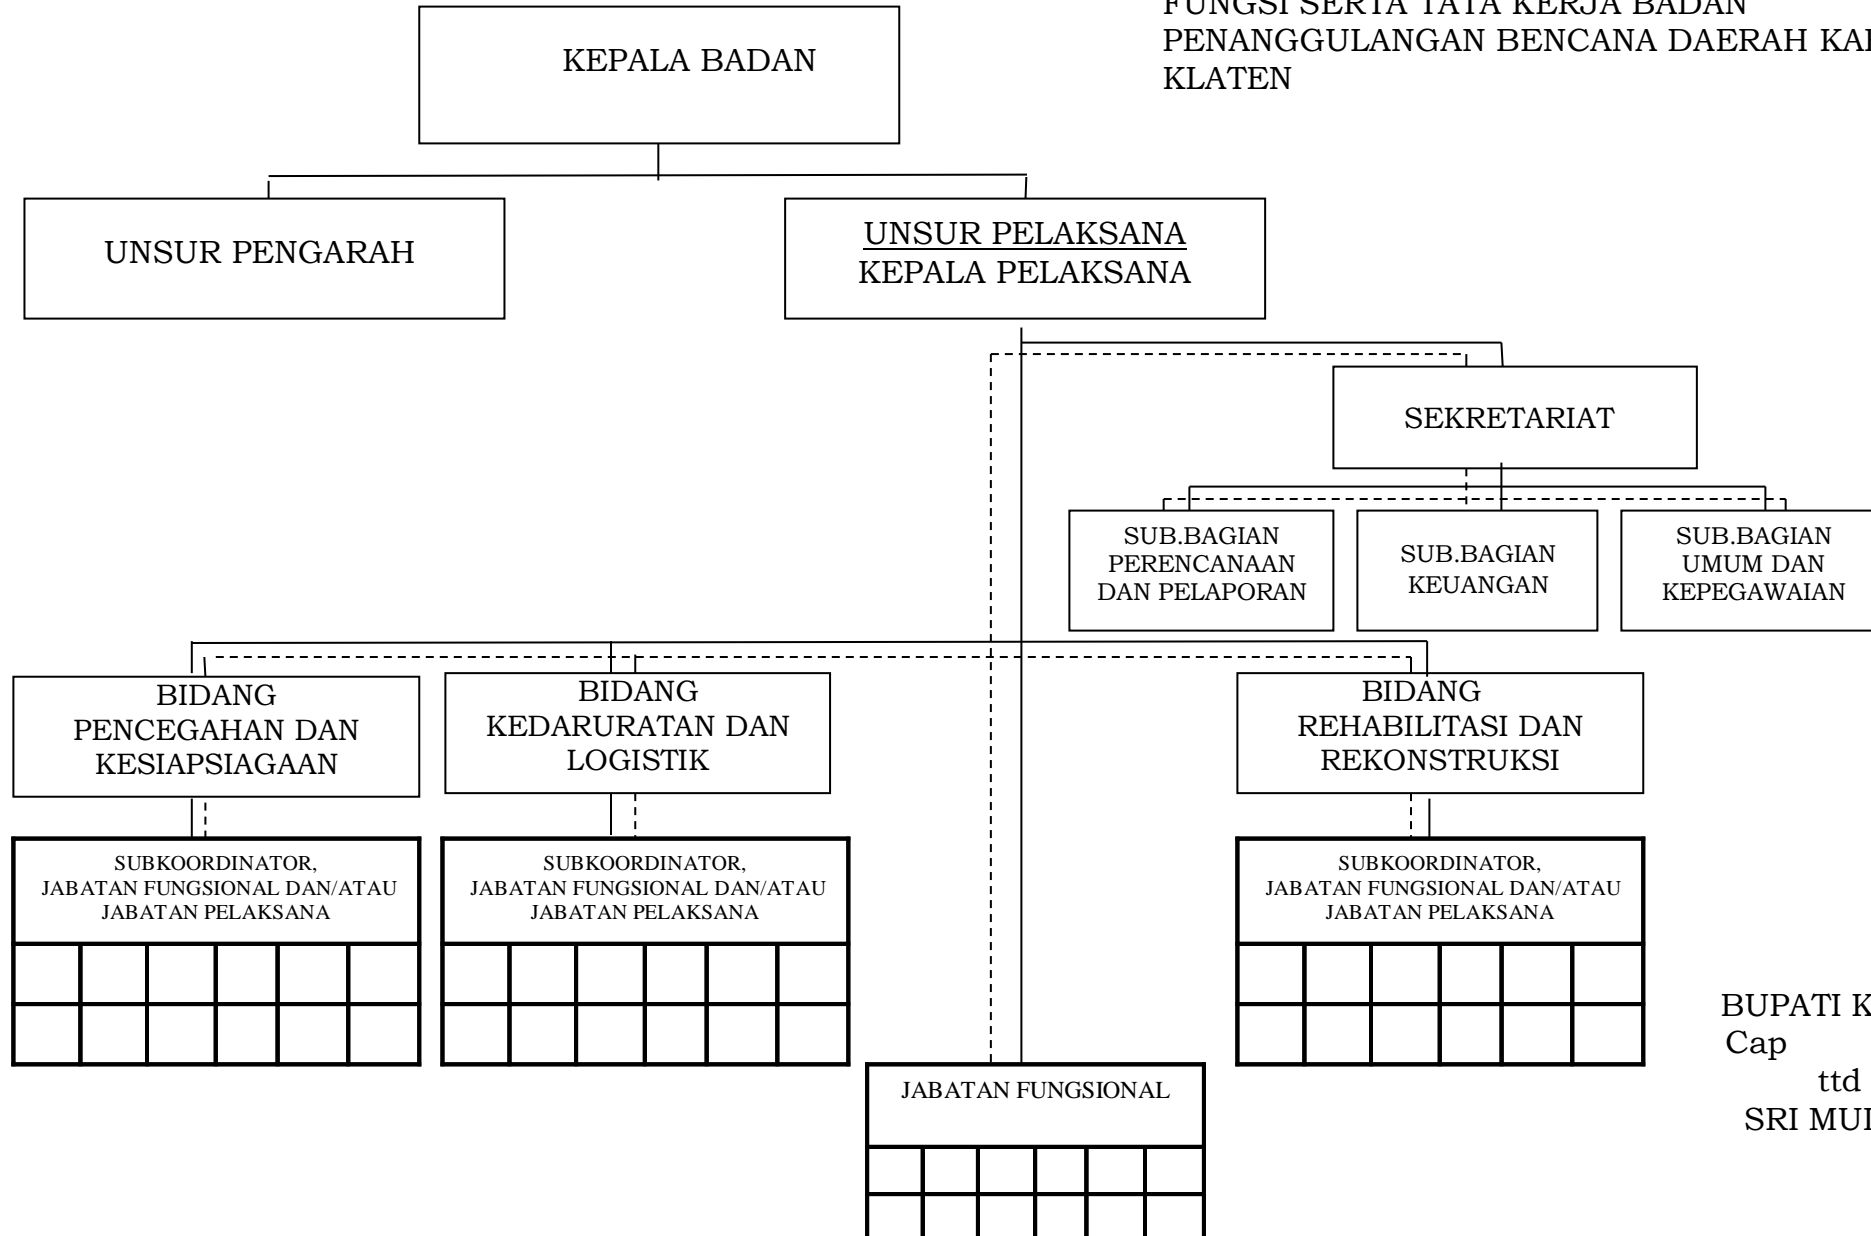 FUNGSI SERTA TATA KERJA BADAN
PENANGGULANGAN BENCANA DAERAH
KLATEN
KEPALA BADAN
UNSUR PENGARAH
UNSUR PELAKSANA
KEPALA PELAKSANA
SEKRETARIAT
SUB.BAGIAN
PERENCANAAN
DAN PELAPORAN
SUB.BAGIAN
KEUANGAN
SUB.BAGIAN
UMUM DAN
KEPEGAWAIAN
BIDANG
PENCEGAHAN DAN
KESIAPSIAGAAN
BIDANG
KEDARURATAN DAN
LOGISTIK
BIDANG
REHABILITASI DAN
REKONSTRUKSI
SUBKOORDINATOR,
JABATAN FUNGSIONAL DAN/ATAU
JABATAN PELAKSANA
SUBKOORDINATOR,
JABATAN FUNGSIONAL DAN/ATAU
JABATAN PELAKSANA
SUBKOORDINATOR,
JABATAN FUNGSIONAL DAN/ATAU
JABATAN PELAKSANA
JABATAN FUNGSIONAL
BUPATI
Cap
ttd
SRI